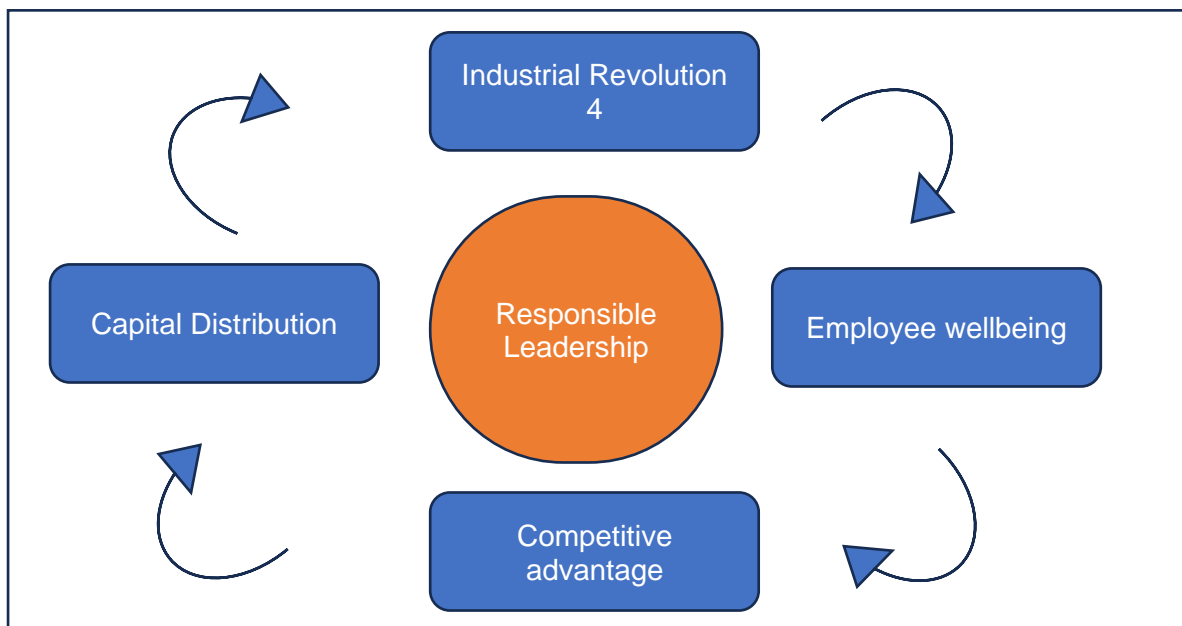 Industrial Revolution
4
Capital Distribution
Responsible
Leadership
Employee wellbeing
Competitive
advantage